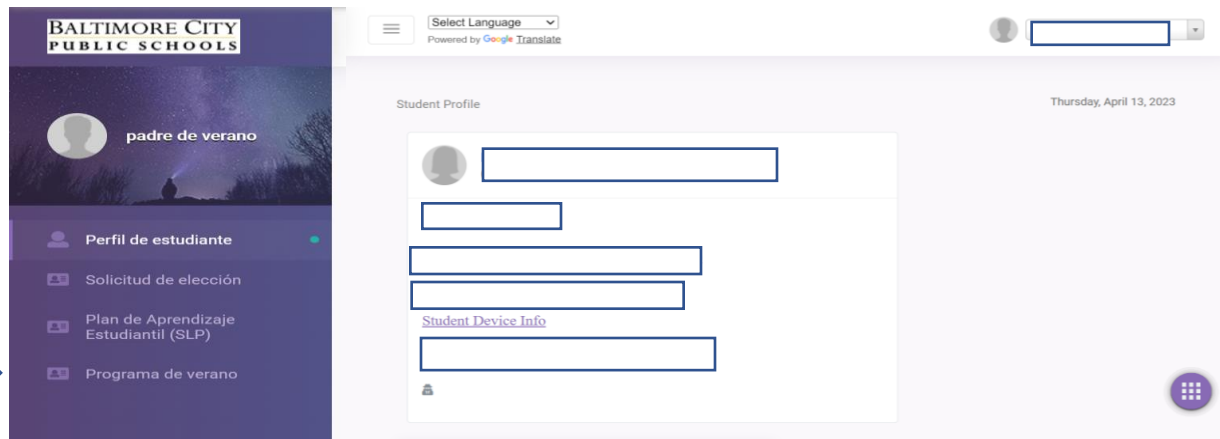 BALTIMORE CITY
PUBLIC SCHOOLS
padre de verano
Perfil de estudiante
Solicitud de elección
Plan de Aprendizaje
Estudiantil (SLP)
Programa de verano
Select Language
Powered by Google Translate
Student Profile
Thursday, April 13, 2023
Student Device Info